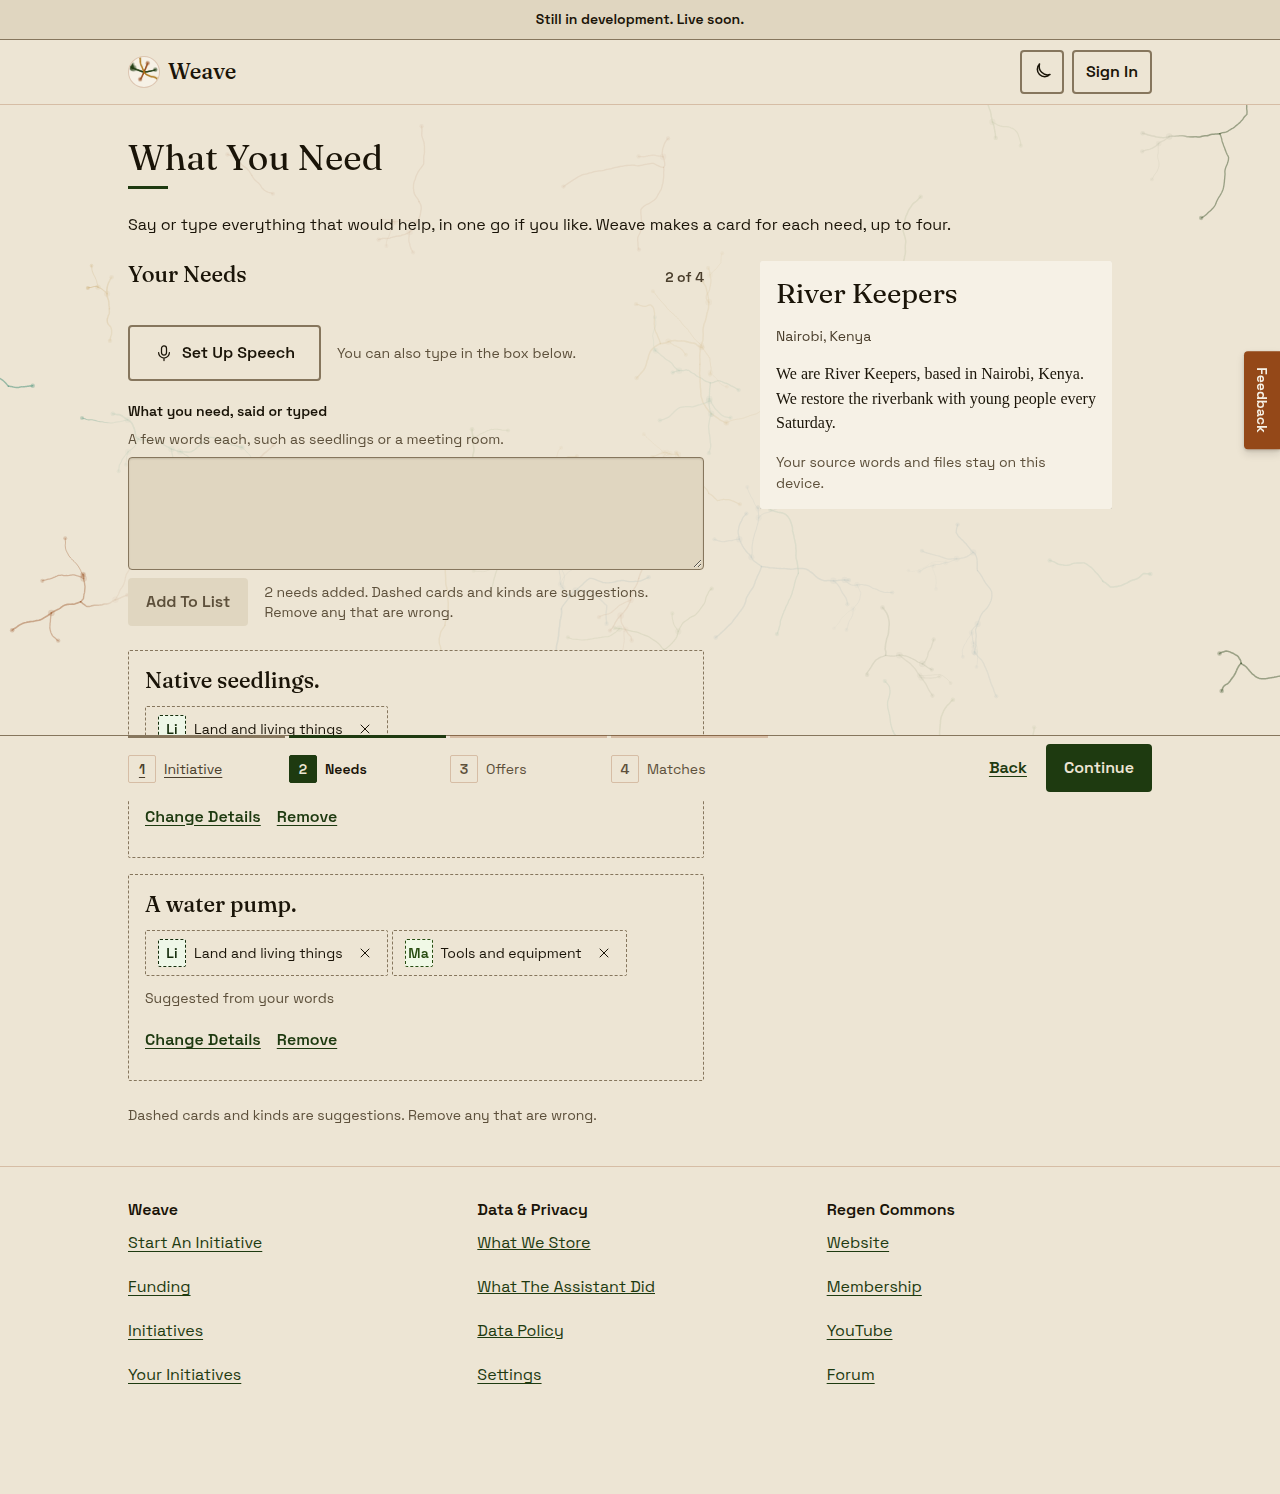 Still in development. Live soon.
Weave
Sign In
What You Need
Say or type everything that would help, in one go if you like. Weave makes a card for each need, up to four.
Your Needs
2 of 4
Set Up Speech
You can also type in the box below.
What you need, said or typed
A few words each, such as seedlings or a meeting room.
Add To List
2 needs added. Dashed cards and kinds are suggestions.
Remove any that are wrong.
River Keepers
Nairobi, Kenya
We are River Keepers, based in Nairobi, Kenya.
We restore the riverbank with young people every
Saturday.
Your source words and files stay on this
device.
Feedback
Native seedlings.
Li Land and living things
1 Initiative
2 Needs
3 Offers
4 Matches
Back
Continue
Change Details
Remove
A water pump.
Li Land and living things
Ma Tools and equipment
Suggested from your words
Change Details
Remove
Dashed cards and kinds are suggestions. Remove any that are wrong.
Weave
Start An Initiative
Funding
Initiatives
Your Initiatives
Data & Privacy
What We Store
What The Assistant Did
Data Policy
Settings
Regen Commons
Website
Membership
YouTube
Forum